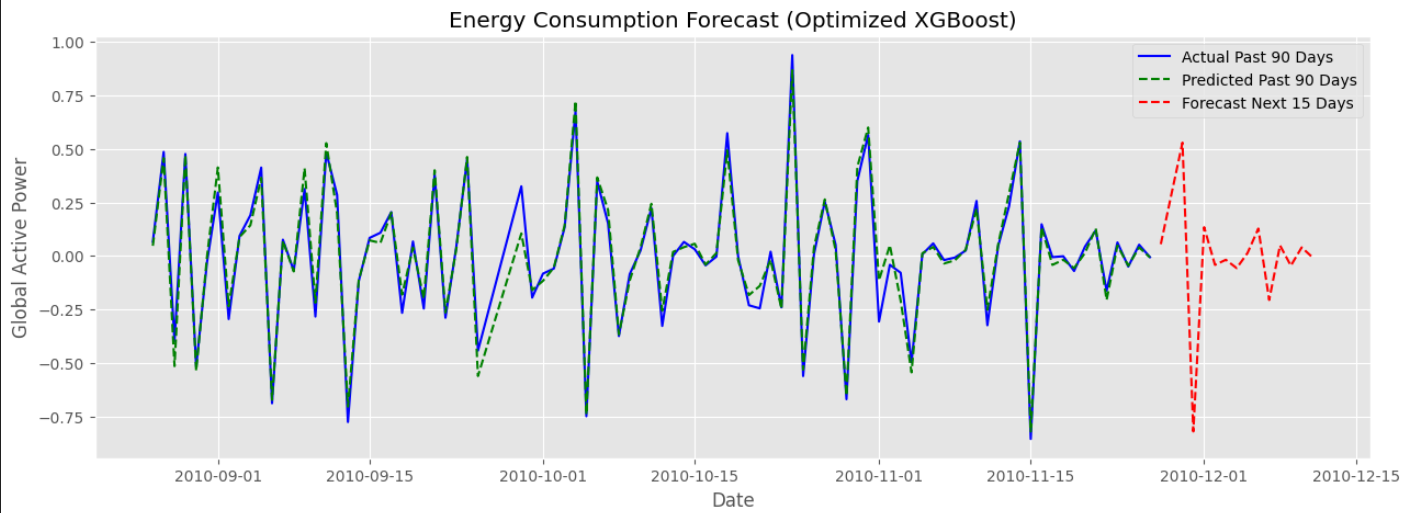 Energy Consumption Forecast (Optimized XGBoost)
Actual Past 90 Days
Predicted Past 90 Days
Forecast Next 15 Days
Global Active Power
1.00
0.75
0.50
0.25
0.00
−0.25
−0.50
−0.75
2010-09-01
2010-09-15
2010-10-01
2010-10-15
2010-11-01
2010-11-15
2010-12-01
2010-12-15
Date